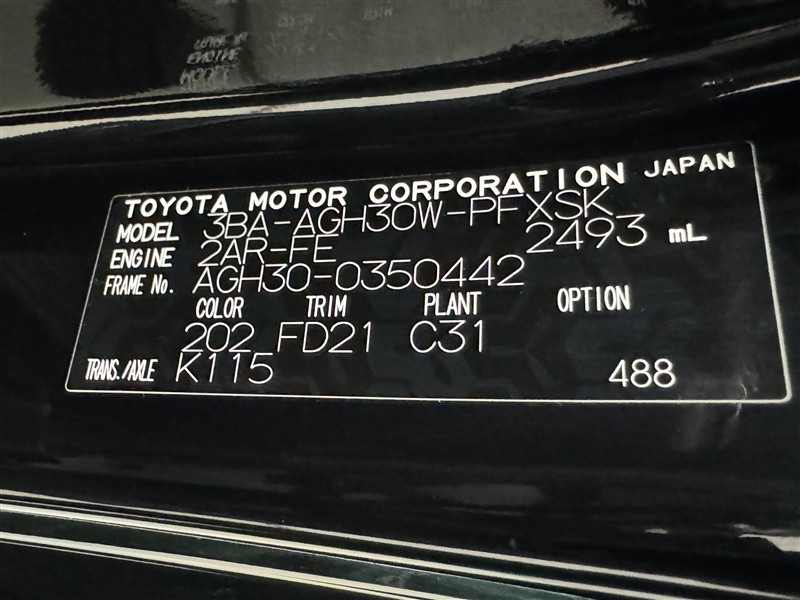 TOYOTA MOTOR CORPORATION JAPAN
MODEL 3BA-AGH30W-PFXSK
ENGINE 2AR-FE 2493 mL
FRAME No. AGH30-0350442
COLOR TRIM PLANT OPTION
202 FD21 C31
TRANS./AXLE K115 488